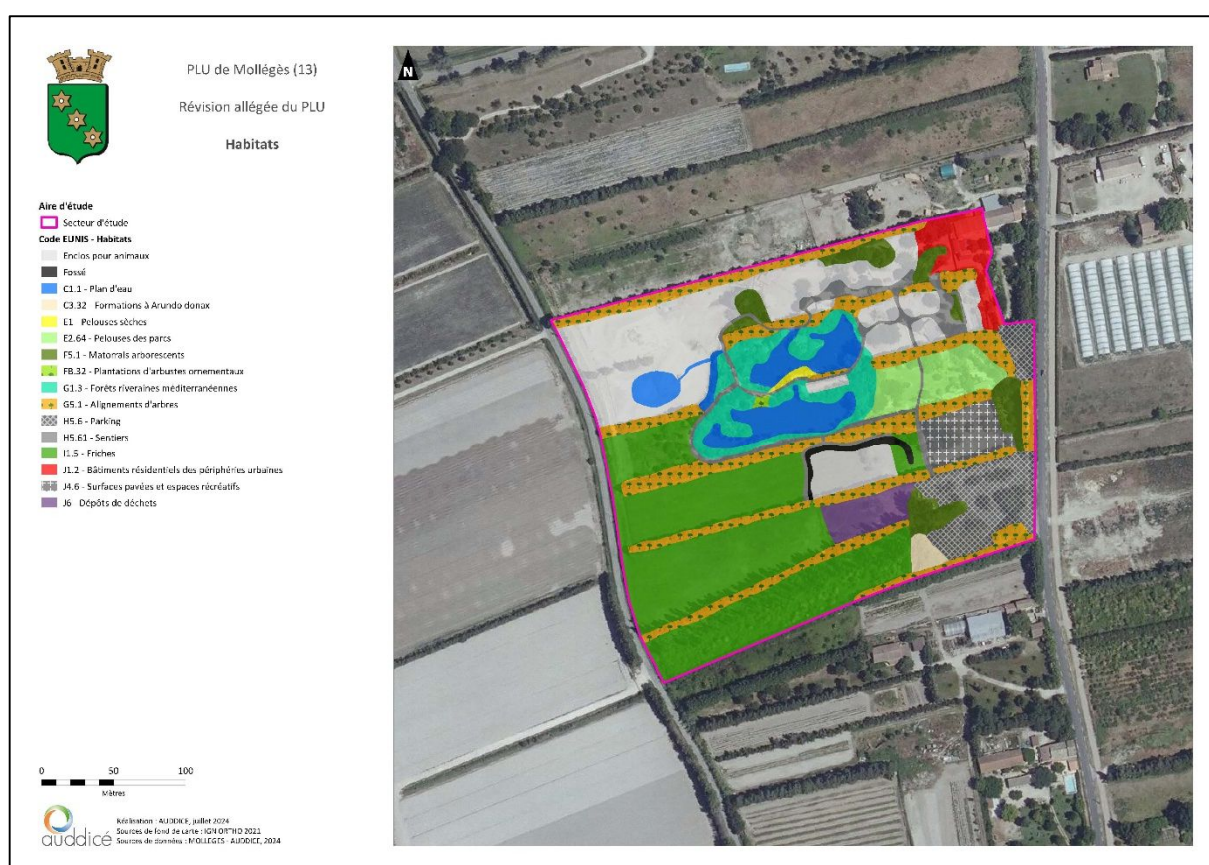 PLU de Mollégès (13)
Révision allégée du PLU
Habitats
N
Aire d'étude
Secteur d'étude
Code EUNIS - Habitats
Enclos pour animaux
Fossé
C1.1 - Plan d'eau
C3.32 - Formations à Arundo donax
E1 - Pelouses sèches
E2.64 - Pelouses des parcs
F5.1 - Matorrals arborescents
FB.32 - Plantations d'arbustes ornementaux
G1.3 - Forêts riveraines méditerranéennes
G5.1 - Alignements d'arbres
H5.6 - Parking
H5.61 - Sentiers
I1.5 - Friches
J1.2 - Bâtiments résidentiels des périphéries urbaines
J4.6 - Surfaces pavées et espaces récréatifs
J6 - Dépôts de déchets
0 50 100
Mètres
auddicé
Réalisation : AUDDICE, juillet 2024
Sources de fond de carte : IGN ORTHO 2021
Sources de données : MOLLEGES - AUDDICE, 2024